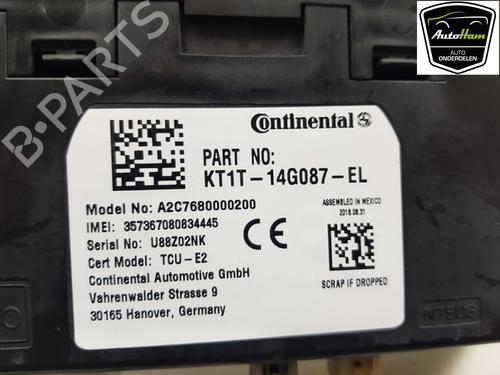 AutoHam
AUTO
ONDERDELEN
B-PARTS
Continental
PART NO:
KT1T-14G087-EL
Model No: A2C7680000200
IMEI: 357367080834445
Serial No: U88Z02NK
Cert Model: TCU-E2
Continental Automotive GmbH
Vahrenwalder Strasse 9
30165 Hanover, Germany
ASSEMBLED IN MEXICO
2018.08.31
SCRAP IF DROPPED
CE